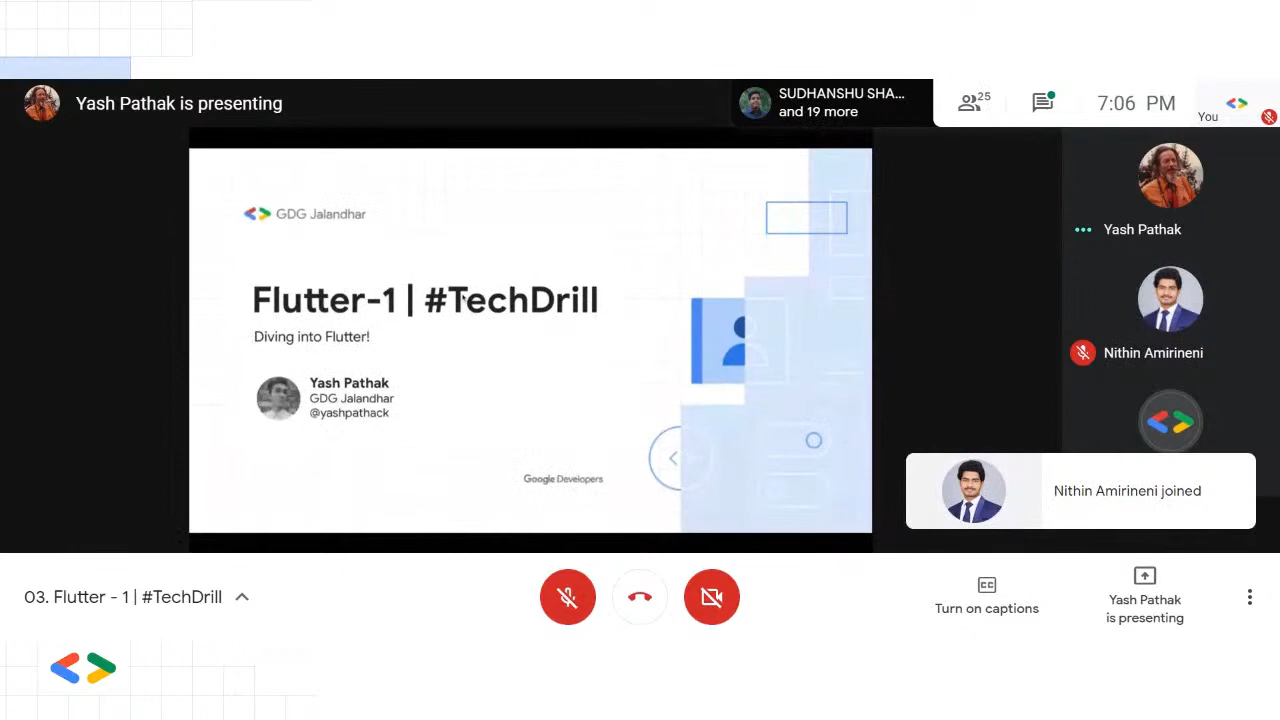 Yash Pathak is presenting
SUDHANSHU SHA...
and 19 more
25
7:06 PM
You
GDG Jalandhar
Flutter-1 | #TechDrill
Diving into Flutter!
Yash Pathak
GDG Jalandhar
@yashpathack
Google Developers
Yash Pathak
Nithin Amirineni
Nithin Amirineni joined
03. Flutter - 1 | #TechDrill
CC
Turn on captions
Yash Pathak
is presenting